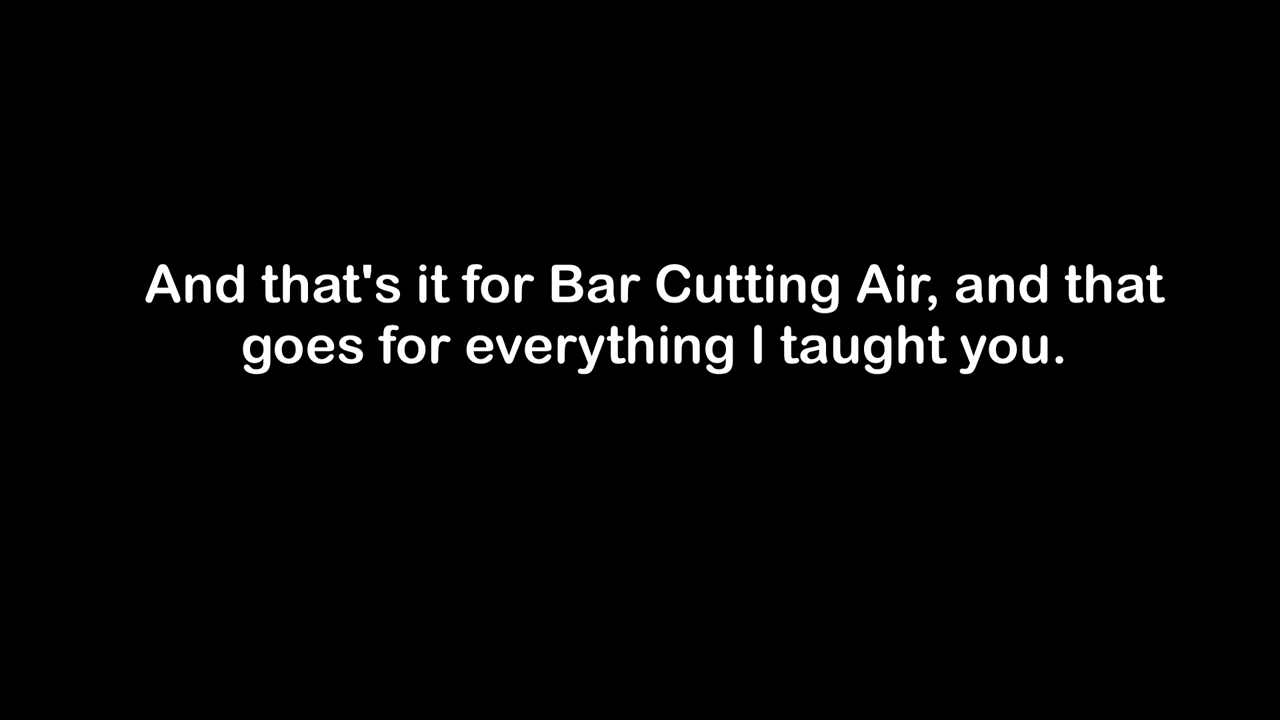 And that's it for Bar Cutting Air, and that
goes for everything I taught you.